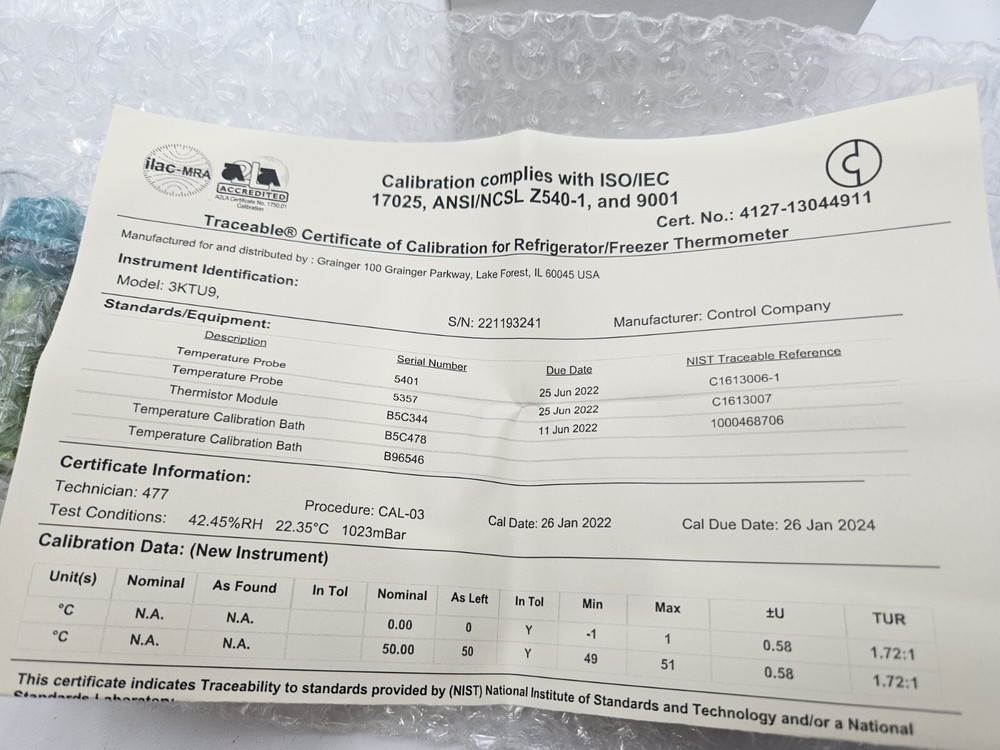 ilac-MRA
A2LA
ACCREDITED
A2LA Certificate No. 1750.01
Calibration
Calibration complies with ISO/IEC
17025, ANSI/NCSL Z540-1, and 9001
Cert. No.: 4127-13044911
Traceable® Certificate of Calibration for Refrigerator/Freezer Thermometer
Manufactured for and distributed by : Grainger 100 Grainger Parkway, Lake Forest, IL 60045 USA
Instrument Identification:
Model: 3KTU9, S/N: 221193241 Manufacturer: Control Company
Standards/Equipment:
Description Serial Number Due Date NIST Traceable Reference
Temperature Probe 5401 25 Jun 2022 C1613006-1
Temperature Probe 5357 25 Jun 2022 C1613007
Thermistor Module B5C344 11 Jun 2022 1000468706
Temperature Calibration Bath B5C478
Temperature Calibration Bath B96546
Certificate Information:
Technician: 477 Procedure: CAL-03 Cal Date: 26 Jan 2022 Cal Due Date: 26 Jan 2024
Test Conditions: 42.45%RH 22.35°C 1023mBar
Calibration Data: (New Instrument)
Unit(s) Nominal As Found In Tol Nominal As Left In Tol Min Max ±U TUR
°C N.A. N.A. 0.00 0 Y -1 1 0.58 1.72:1
°C N.A. N.A. 50.00 50 Y 49 51 0.58 1.72:1
This certificate indicates Traceability to standards provided by (NIST) National Institute of Standards and Technology and/or a National
Standards Laboratory.